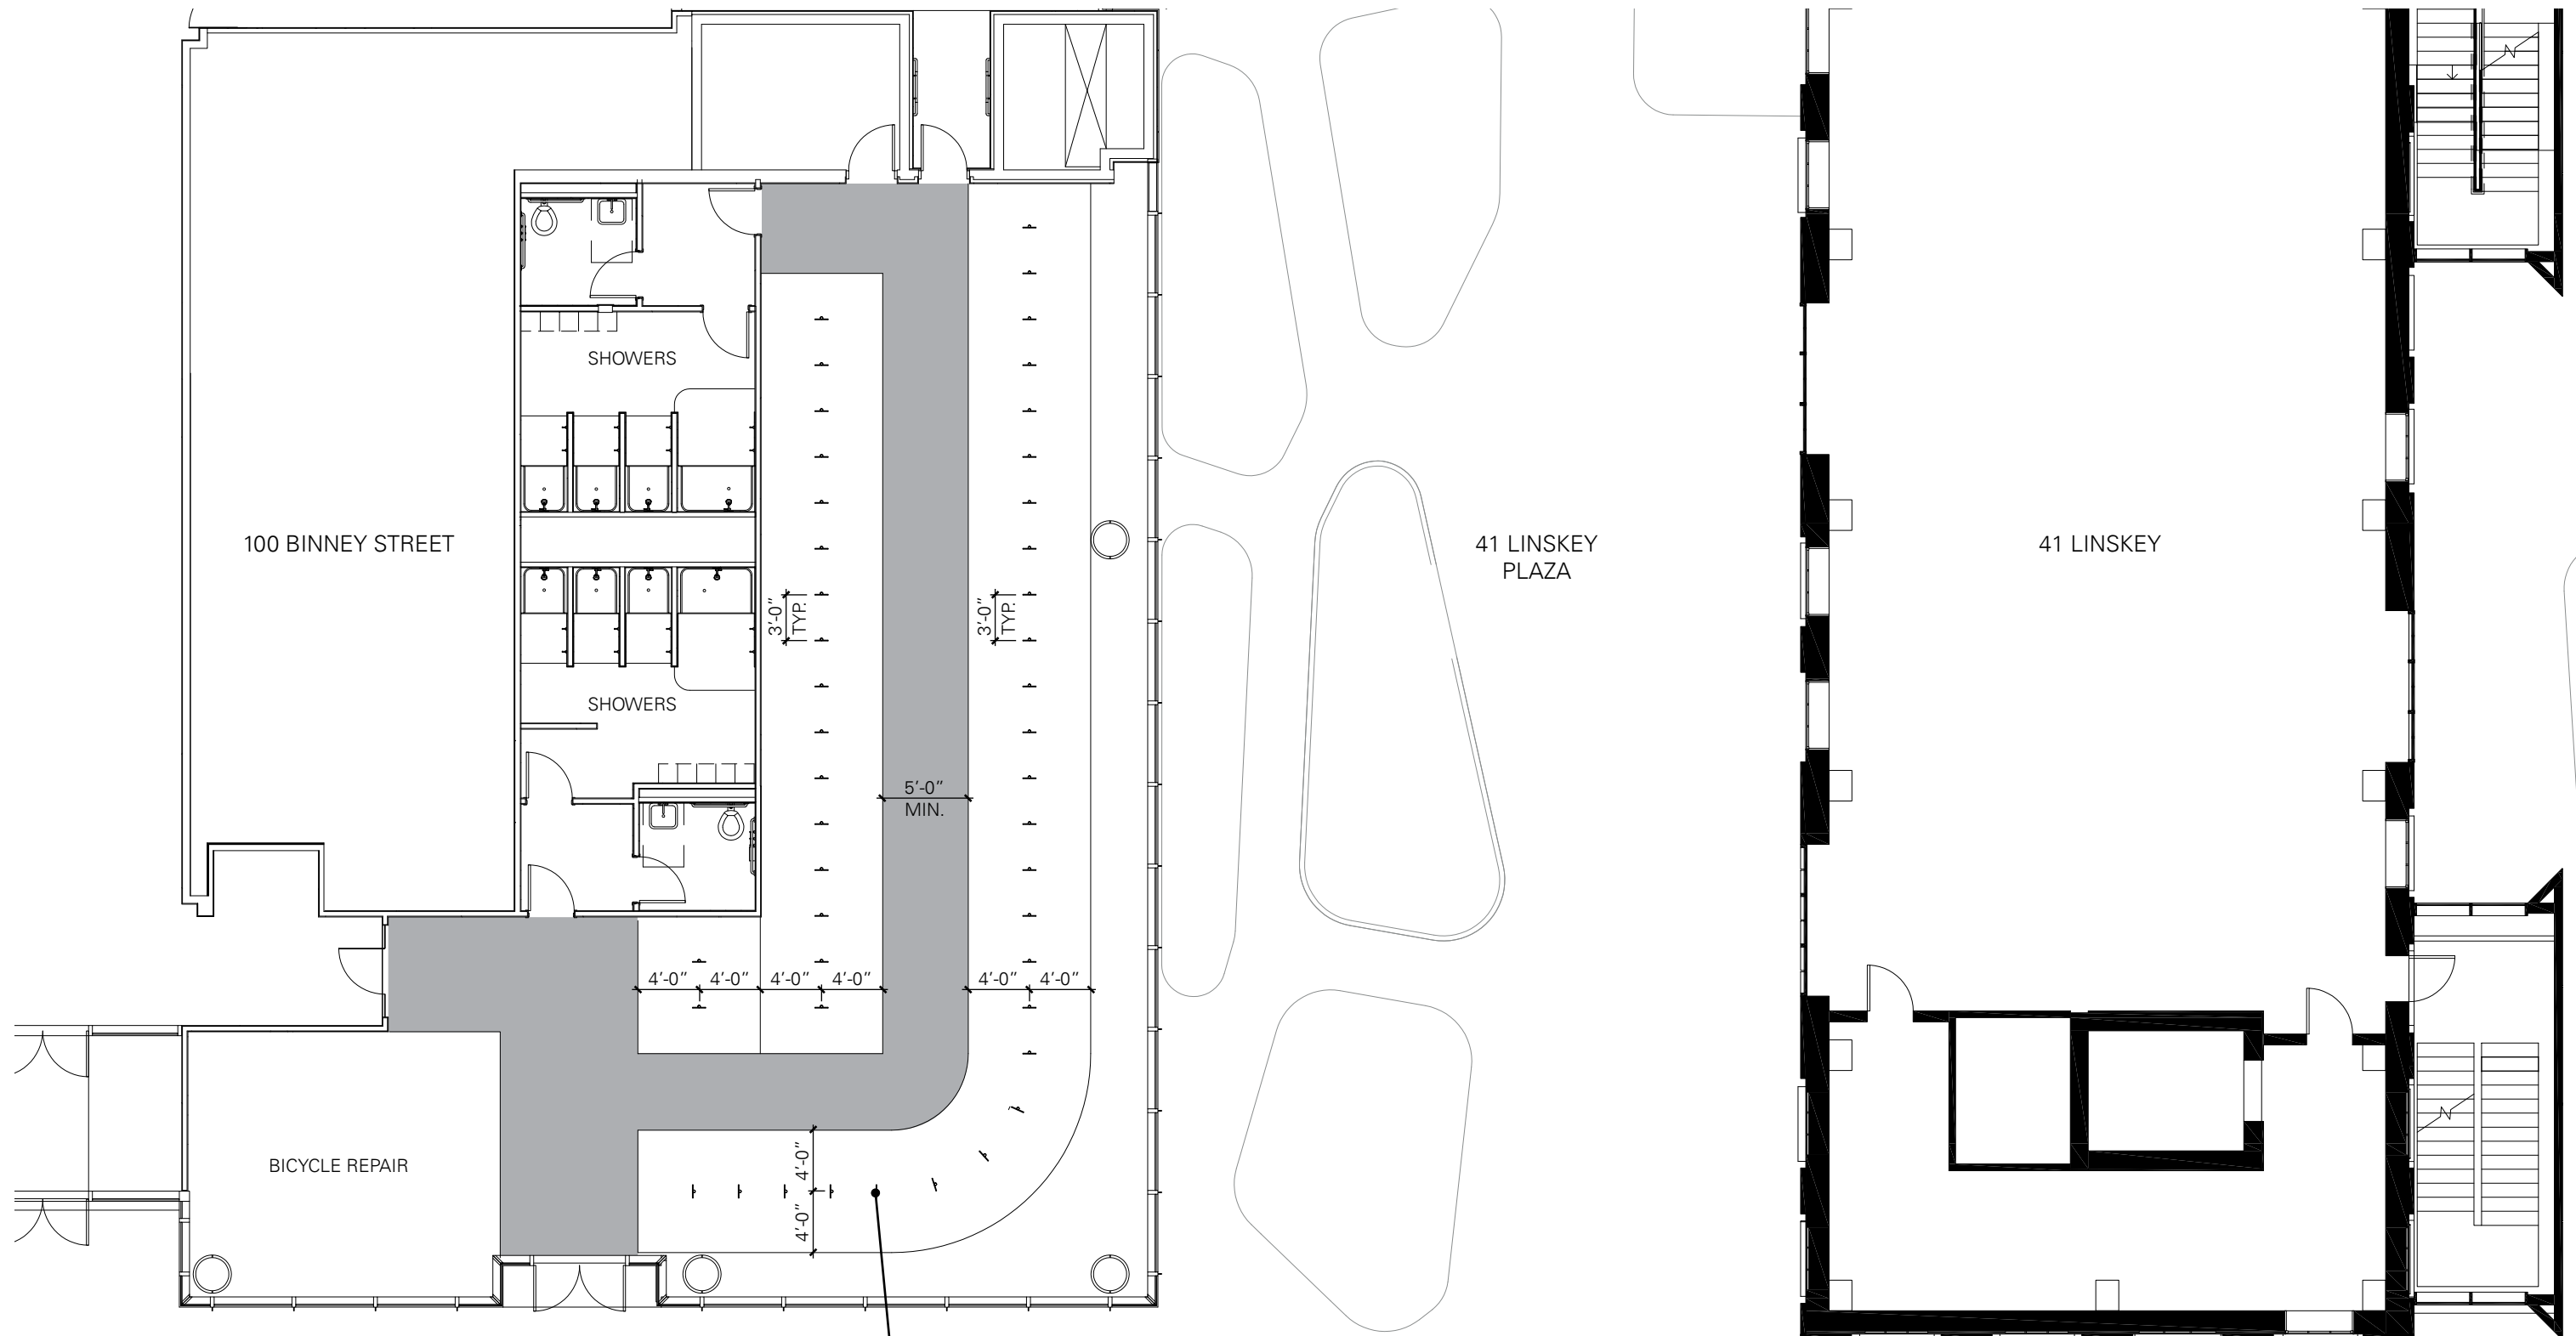 SHOWERS
100 BINNEY STREET
41 LINSKEY
PLAZA
41 LINSKEY
3'-0"
TYP.
3'-0"
TYP.
SHOWERS
5'-0"
MIN.
4'-0" 4'-0" 4'-0" 4'-0" 4'-0" 4'-0"
BICYCLE REPAIR
4'-0"
4'-0"